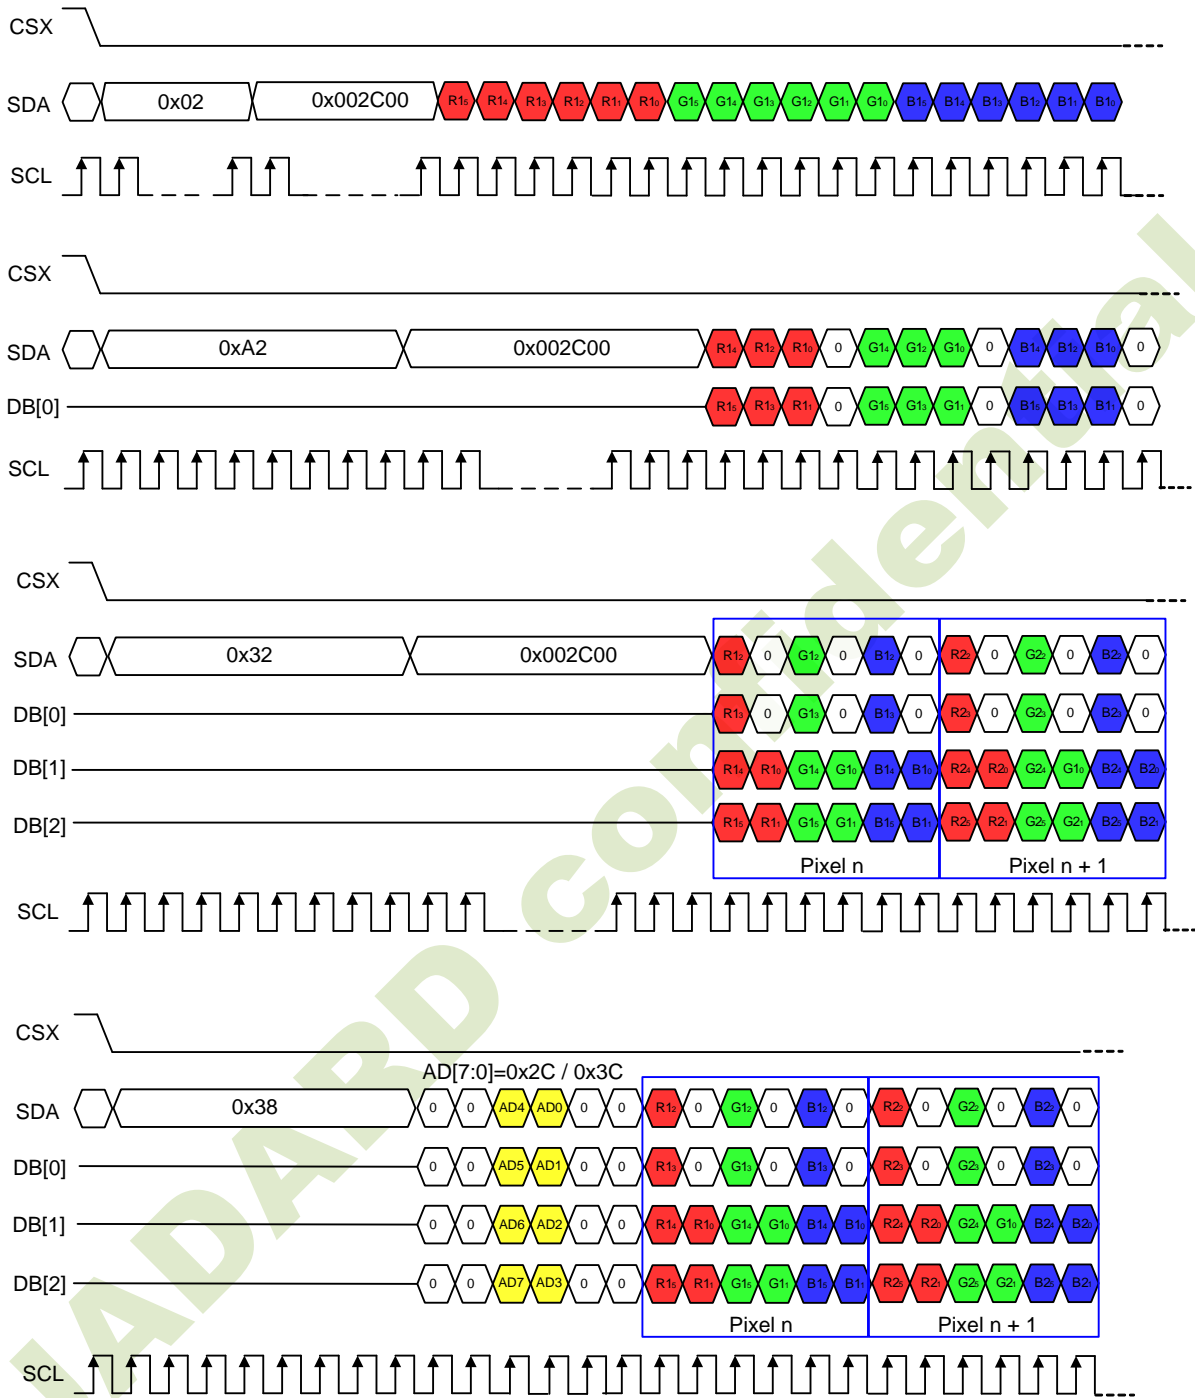 CSX
SDA 0x02 0x002C00 R15 R14 R13 R12 R11 R10 G15 G14 G13 G12 G11 G10 B15 B14 B13 B12 B11 B10
SCL
CSX
SDA 0xA2 0x002C00 R14 R12 R10 0 G14 G12 G10 0 B14 B12 B10 0
DB[0] R15 R13 R11 0 G15 G13 G11 0 B15 B13 B11 0
SCL
CSX
SDA 0x32 0x002C00 R12 0 G12 0 B12 0 R22 0 G22 0 B22 0
DB[0] R13 0 G13 0 B13 0 R23 0 G23 0 B23 0
DB[1] R14 R10 G14 G10 B14 B10 R24 R20 G24 G10 B24 B20
DB[2] R15 R11 G15 G11 B15 B11 R25 R21 G25 G21 B25 B21
Pixel n Pixel n + 1
SCL
CSX
AD[7:0]=0x2C / 0x3C
SDA 0x38 0 0 AD4 AD0 0 0 R12 0 G12 0 B12 0 R22 0 G22 0 B22 0
DB[0] 0 0 AD5 AD1 0 0 R13 0 G13 0 B13 0 R23 0 G23 0 B23 0
DB[1] 0 0 AD6 AD2 0 0 R14 R10 G14 G10 B14 B10 R24 R20 G24 G10 B24 B20
DB[2] 0 0 AD7 AD3 0 0 R15 R11 G15 G11 B15 B11 R25 R21 G25 G21 B25 B21
Pixel n Pixel n + 1
SCL
JADARD confidential